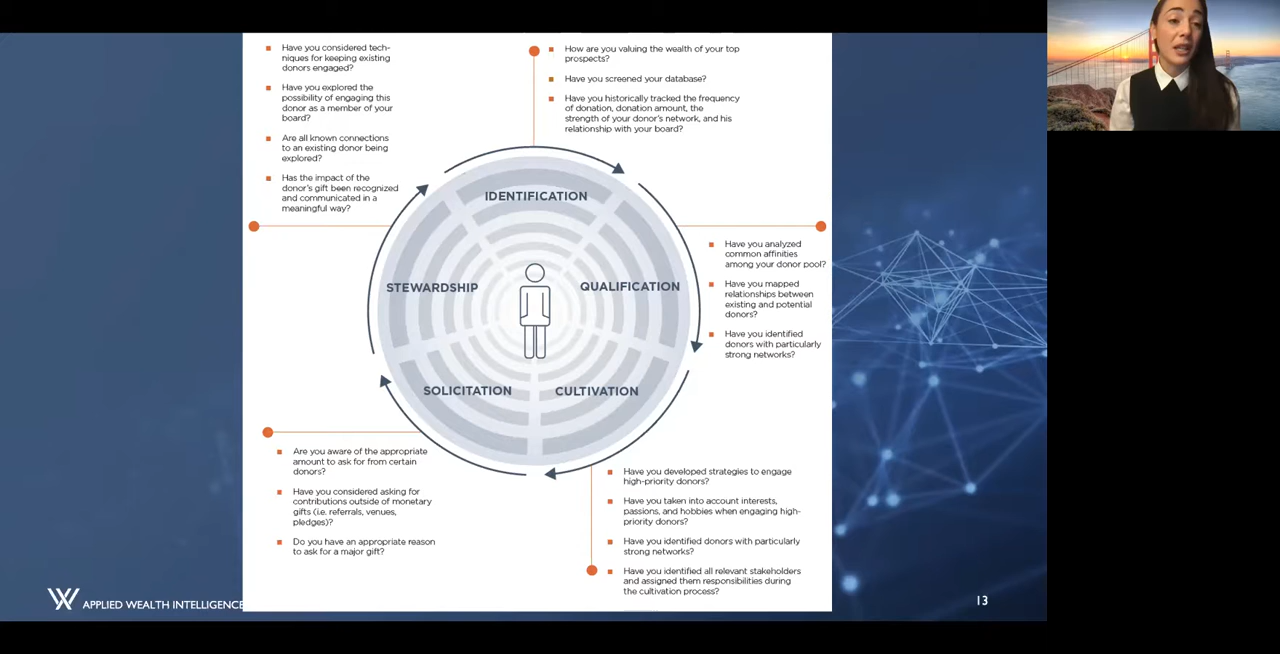 Have you considered tech-
niques for keeping existing
donors engaged?
Have you explored the
possibility of engaging this
donor as a member of your
board?
Are all known connections
to an existing donor being
explored?
Has the impact of the
donor's gift been recognized
and communicated in a
meaningful way?
How are you valuing the wealth of your top
prospects?
Have you screened your database?
Have you historically tracked the frequency
of donation, donation amount, the
strength of your donor's network, and his
relationship with your board?
IDENTIFICATION
STEWARDSHIP
QUALIFICATION
SOLICITATION
CULTIVATION
Have you analyzed
common affinities
among your donor pool?
Have you mapped
relationships between
existing and potential
donors?
Have you identified
donors with particularly
strong networks?
Are you aware of the appropriate
amount to ask for from certain
donors?
Have you considered asking for
contributions outside of monetary
gifts (i.e. referrals, venues,
pledges)?
Do you have an appropriate reason
to ask for a major gift?
Have you developed strategies to engage
high-priority donors?
Have you taken into account interests,
passions, and hobbies when engaging high-
priority donors?
Have you identified donors with particularly
strong networks?
Have you identified all relevant stakeholders
and assigned them responsibilities during
the cultivation process?
APPLIED WEALTH INTELLIGENCE
13